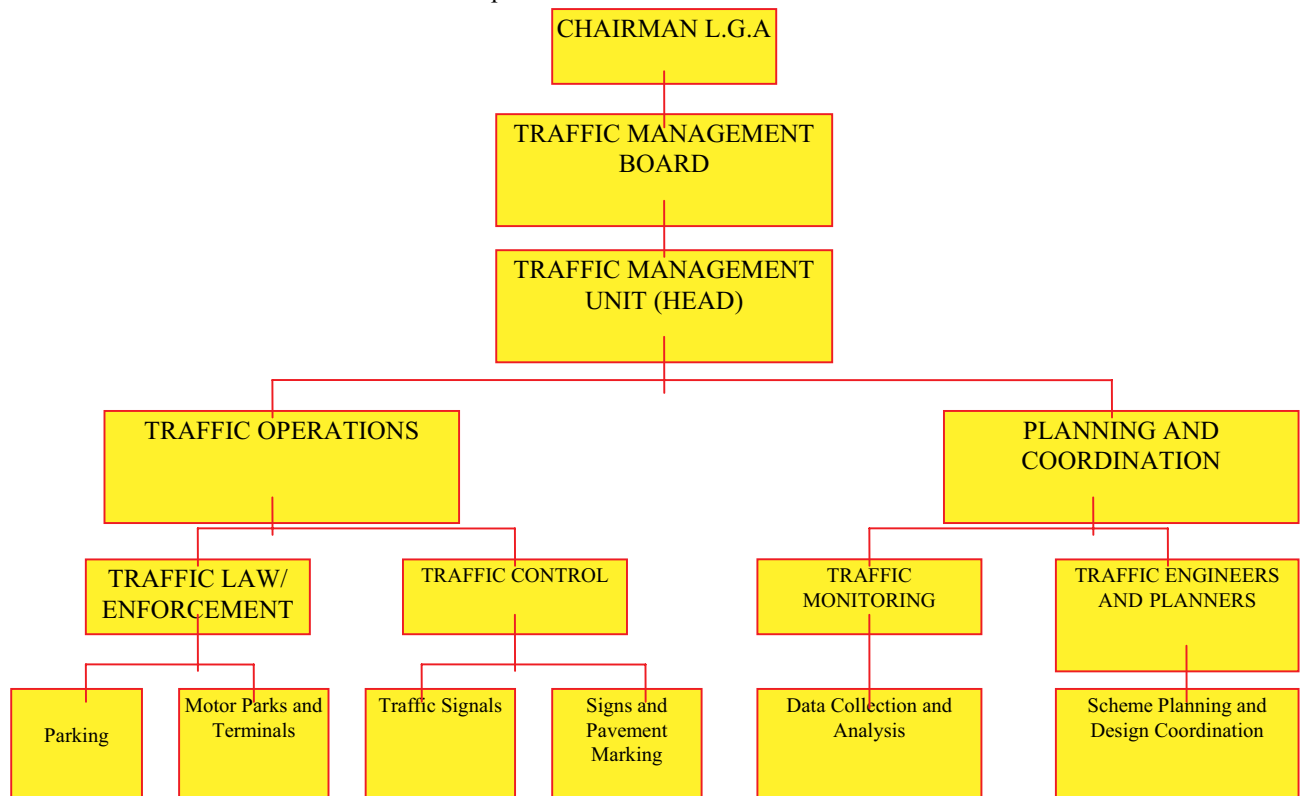 CHAIRMAN L.G.A
TRAFFIC MANAGEMENT
BOARD
TRAFFIC MANAGEMENT
UNIT (HEAD)
TRAFFIC OPERATIONS
PLANNING AND
COORDINATION
TRAFFIC LAW/
ENFORCEMENT
TRAFFIC CONTROL
TRAFFIC
MONITORING
TRAFFIC ENGINEERS
AND PLANNERS
Parking
Motor Parks and
Terminals
Traffic Signals
Signs and
Pavement
Marking
Data Collection and
Analysis
Scheme Planning and
Design Coordination